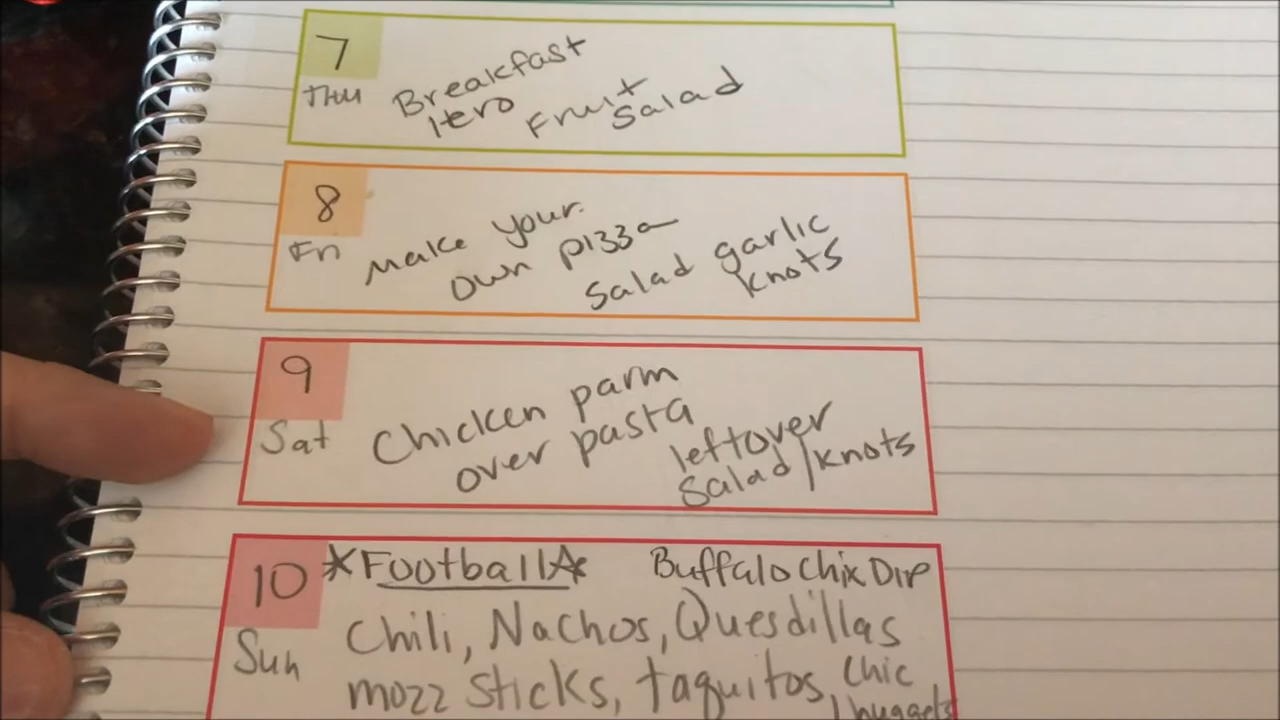 7
Thu
Breakfast
Hero Fruit
Salad
8
Fri
Make your
own pizza
Salad garlic
knots
9
Sat
Chicken parm
over pasta
leftover
Salad/knots
10
Sun
*Football* Buffalo Chix Dip
Chili, Nachos, Quesdillas
mozz sticks, taquitos, chic
nuggets